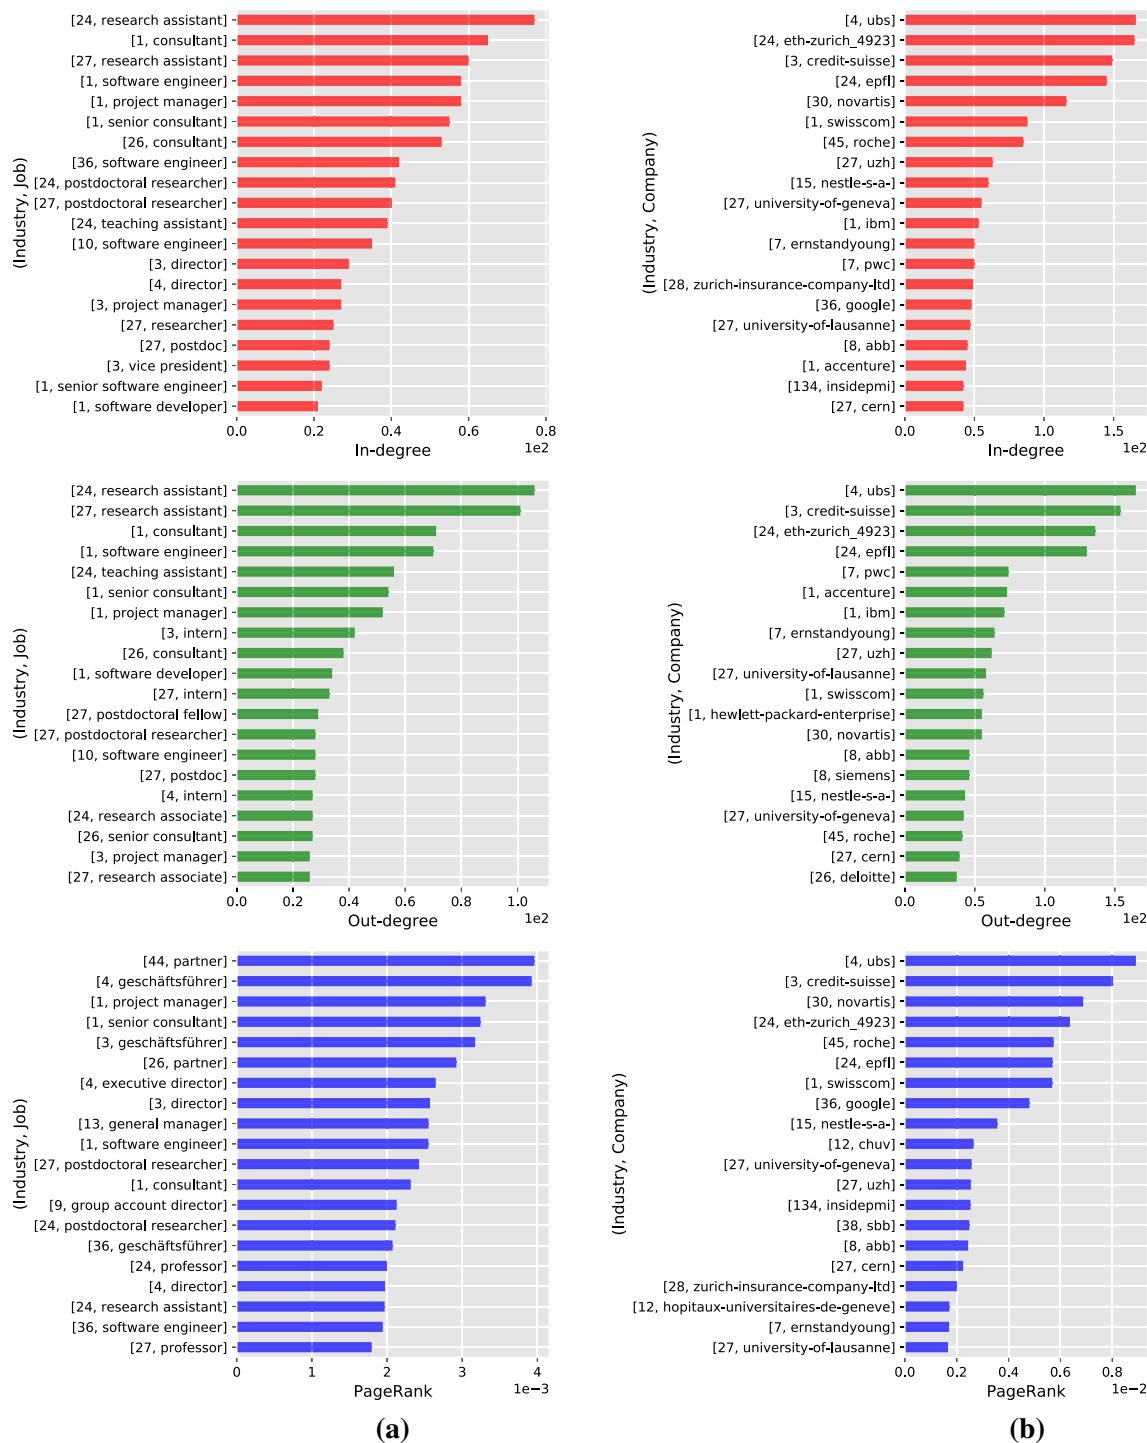 [24, research assistant]
[1, consultant]
[27, research assistant]
[1, software engineer]
[1, project manager]
[1, senior consultant]
[26, consultant]
[36, software engineer]
[24, postdoctoral researcher]
[27, postdoctoral researcher]
[24, teaching assistant]
[10, software engineer]
[3, director]
[4, director]
[3, project manager]
[27, researcher]
[27, postdoc]
[3, vice president]
[1, senior software engineer]
[1, software developer]
(Industry, Job)
0.0 0.2 0.4 0.6 0.8
In-degree
1e2
[4, ubs]
[24, eth-zurich_4923]
[3, credit-suisse]
[24, epfl]
[30, novartis]
[1, swisscom]
[45, roche]
[27, uzh]
[15, nestle-s-a-]
[27, university-of-geneva]
[1, ibm]
[7, ernstandyoung]
[7, pwc]
[28, zurich-insurance-company-ltd]
[36, google]
[27, university-of-lausanne]
[8, abb]
[1, accenture]
[134, insidepmi]
[27, cern]
(Industry, Company)
0.0 0.5 1.0 1.5
In-degree
1e2
[24, research assistant]
[27, research assistant]
[1, consultant]
[1, software engineer]
[24, teaching assistant]
[1, senior consultant]
[1, project manager]
[3, intern]
[26, consultant]
[1, software developer]
[27, intern]
[27, postdoctoral fellow]
[27, postdoctoral researcher]
[10, software engineer]
[27, postdoc]
[4, intern]
[24, research associate]
[26, senior consultant]
[3, project manager]
[27, research associate]
(Industry, Job)
0.0 0.2 0.4 0.6 0.8 1.0
Out-degree
1e2
[4, ubs]
[3, credit-suisse]
[24, eth-zurich_4923]
[24, epfl]
[7, pwc]
[1, accenture]
[1, ibm]
[7, ernstandyoung]
[27, uzh]
[27, university-of-lausanne]
[1, swisscom]
[1, hewlett-packard-enterprise]
[30, novartis]
[8, abb]
[8, siemens]
[15, nestle-s-a-]
[27, university-of-geneva]
[45, roche]
[27, cern]
[26, deloitte]
(Industry, Company)
0.0 0.5 1.0 1.5
Out-degree
1e2
[44, partner]
[4, geschäftsführer]
[1, project manager]
[1, senior consultant]
[3, geschäftsführer]
[26, partner]
[4, executive director]
[3, director]
[13, general manager]
[1, software engineer]
[27, postdoctoral researcher]
[1, consultant]
[9, group account director]
[24, postdoctoral researcher]
[36, geschäftsführer]
[24, professor]
[4, director]
[24, research assistant]
[36, software engineer]
[27, professor]
(Industry, Job)
0 1 2 3 4
PageRank
1e−3
[4, ubs]
[3, credit-suisse]
[30, novartis]
[24, eth-zurich_4923]
[45, roche]
[24, epfl]
[1, swisscom]
[36, google]
[15, nestle-s-a-]
[12, chuv]
[27, university-of-geneva]
[27, uzh]
[134, insidepmi]
[38, sbb]
[8, abb]
[27, cern]
[28, zurich-insurance-company-ltd]
[12, hopitaux-universitaires-de-geneve]
[7, ernstandyoung]
[27, university-of-lausanne]
(Industry, Company)
0.0 0.2 0.4 0.6 0.8
PageRank
1e−2
(a)
(b)